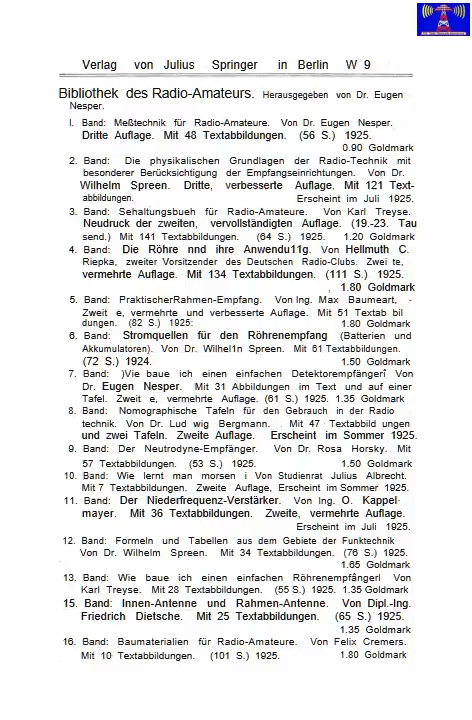 Verlag von Julius Springer in Berlin W 9
Bibliothek des Radio-Amateurs. Herausgegeben von Dr. Eugen
Nesper.
I. Band: Meßtechnik für Radio-Amateure. Von Dr. Eugen Nesper.
Dritte Auflage. Mit 48 Textabbildungen. (56 S.) 1925.
0.90 Goldmark
2. Band: Die physikalischen Grundlagen der Radio-Technik mit
besonderer Berücksichtigung der Empfangseinrichtungen. Von Dr.
Wilhelm Spreen. Dritte, verbesserte Auflage. Mit 121 Text-
abbildungen. Erscheint im Juli 1925.
3. Band: Sehaltungsbueh für Radio-Amateure. Von Karl Treyse.
Neudruck der zweiten, vervollständigten Auflage. (19.-23. Tau
send.) Mit 141 Textabbildungen. (64 S.) 1925. 1.20 Goldmark
4. Band: Die Röhre nnd ihre Anwendu11g. Von Hellmuth C.
Riepka, zweiter Vorsitzender des Deutschen Radio-Clubs. Zwei te,
vermehrte Auflage. Mit 134 Textabbildungen. (111 S.) 1925.
, 1.80 Goldmark
5. Band: PraktischerRahmen-Empfang. Von Ing. Max .Baumeart, -
Zweit e, vermehrte und verbesserte Auflage. Mit 51 Textab bil
dungen. (82 S.) 1925: 1.80 Goldmark
6. Band: Stromquellen für den Röhrenempfang (Batterien und
Akkumulatoren). Von Dr. Wilhel1n Spreen. Mit 61 Textabbildungen.
(72 S.) 1924. 1.50 Goldmark
7. Band: )Vie baue ich einen einfachen Detektorempfänger? Von
Dr. Eugen Nesper. Mit 31 Abbildungen im Text und auf einer
Tafel. Zweit e, vermehrte Auflage. (61 S.) 1925. 1.35 Goldmark
8. Band: Nomographische Tafeln für den Gebrauch in der Radio
technik. Von Dr. Lud wig Bergmann. Mit 47 Textabbild ungen
und zwei Tafeln. Zweite Auflage. Erscheint im Sommer 1925.
9. Band: Der Neutrodyne-Empfänger. Von Dr. Rosa Horsky. Mit
57 Textabbildungen. (53 S.) 1925. 1.50 Goldmark
10. Band: Wie lernt man morsen i Von Studienrat Julius Albrecht.
Mit 7 Textabbildungen. Zweite Auflage, Erscheint im Sommer 1925.
11. Band: Der Niederfrequenz-Verstärker. Von Ing. O. Kappel-
mayer. Mit 36 Textabbildungen. Zweite, vermehrte Auflage.
Erscheint im Juli 1925.
12. Band: Formeln und Tabellen aus dem Gebiete der Funktechnik
Von Dr. Wilhelm Spreen. Mit 34 Textabbildungen. (76 S.) 1925.
1.65 Goldmark
13. Band: Wie baue ich einen einfachen Röhrenempfängerl Von
Karl Treyse. Mit 28 Textabbildungen. (55 S.) 1925. 1.35 Goldmark
15. Band: Innen-Antenne und Rahmen-Antenne. Von Dipl.-Ing.
Friedrich Dietsche. Mit 25 Textabbildungen. (65 S.) 1925.
1.35 Goldmark
16. Band: Baumaterialien für Radio-Amateure. Von Felix Cremers.
Mit 10 Textabbildungen. (101 S.) 1925. 1.80 Goldmark